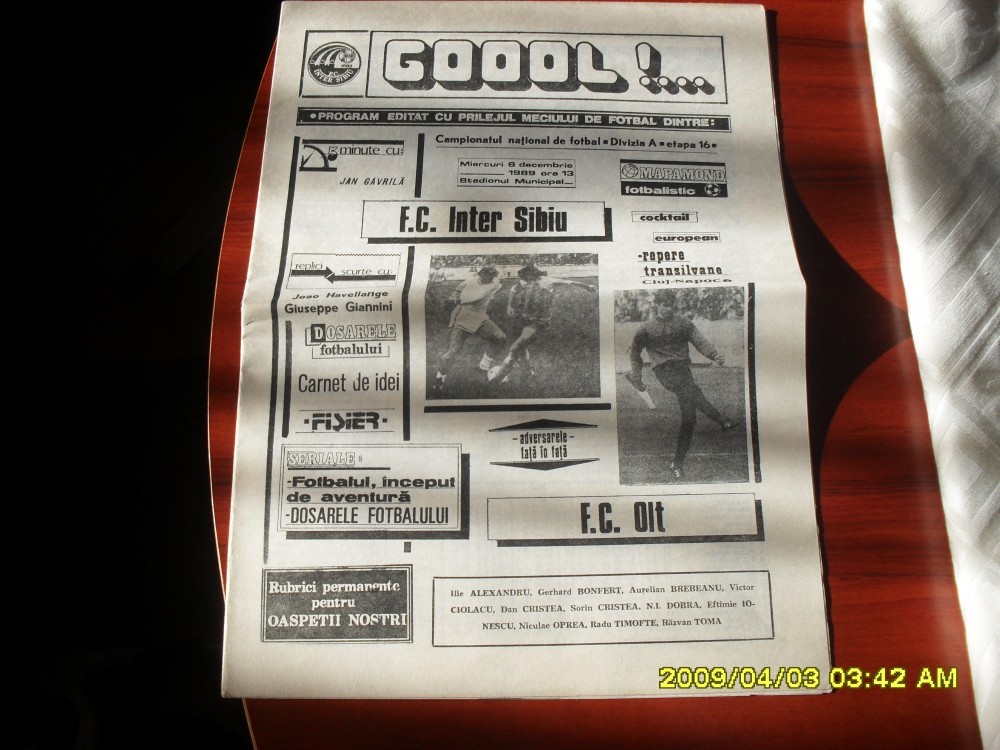 F.C.
INTER SIBIU
GOOOL!....
•PROGRAM EDITAT CU PRILEJUL MECIULUI DE FOTBAL DINTRE:
Campionatul național de fotbal ▪ Divizia A ▪ etapa 16 ▪
5 minute cu:
JAN GAVRILĂ
Miercuri 6 decembrie
1989 ora 13
Stadionul Municipal
MAPAMOND
fotbalistic
F.C. Inter Sibiu
cocktail
european
-repere
transilvane
Cluj-Napoca
replici
scurte cu:
Joao Havellange
Giuseppe Giannini
DOSARELE
fotbalului
Carnet de idei
·FIȘIER·
- adversarele -
față în față
SERIALE:
-Fotbalul, început
de aventură
-DOSARELE FOTBALULUI
F.C. Olt
Rubrici permanente
pentru
OASPETII NOSTRI
Ilie ALEXANDRU, Gerhard BONFERT, Aurelian BREBEANU, Victor
CIOLACU, Dan CRISTEA, Sorin CRISTEA, N.I. DOBRA, Eftimie IO-
NESCU, Niculae OPREA, Radu TIMOFTE, Răzvan TOMA
2009/04/03 03:42 AM